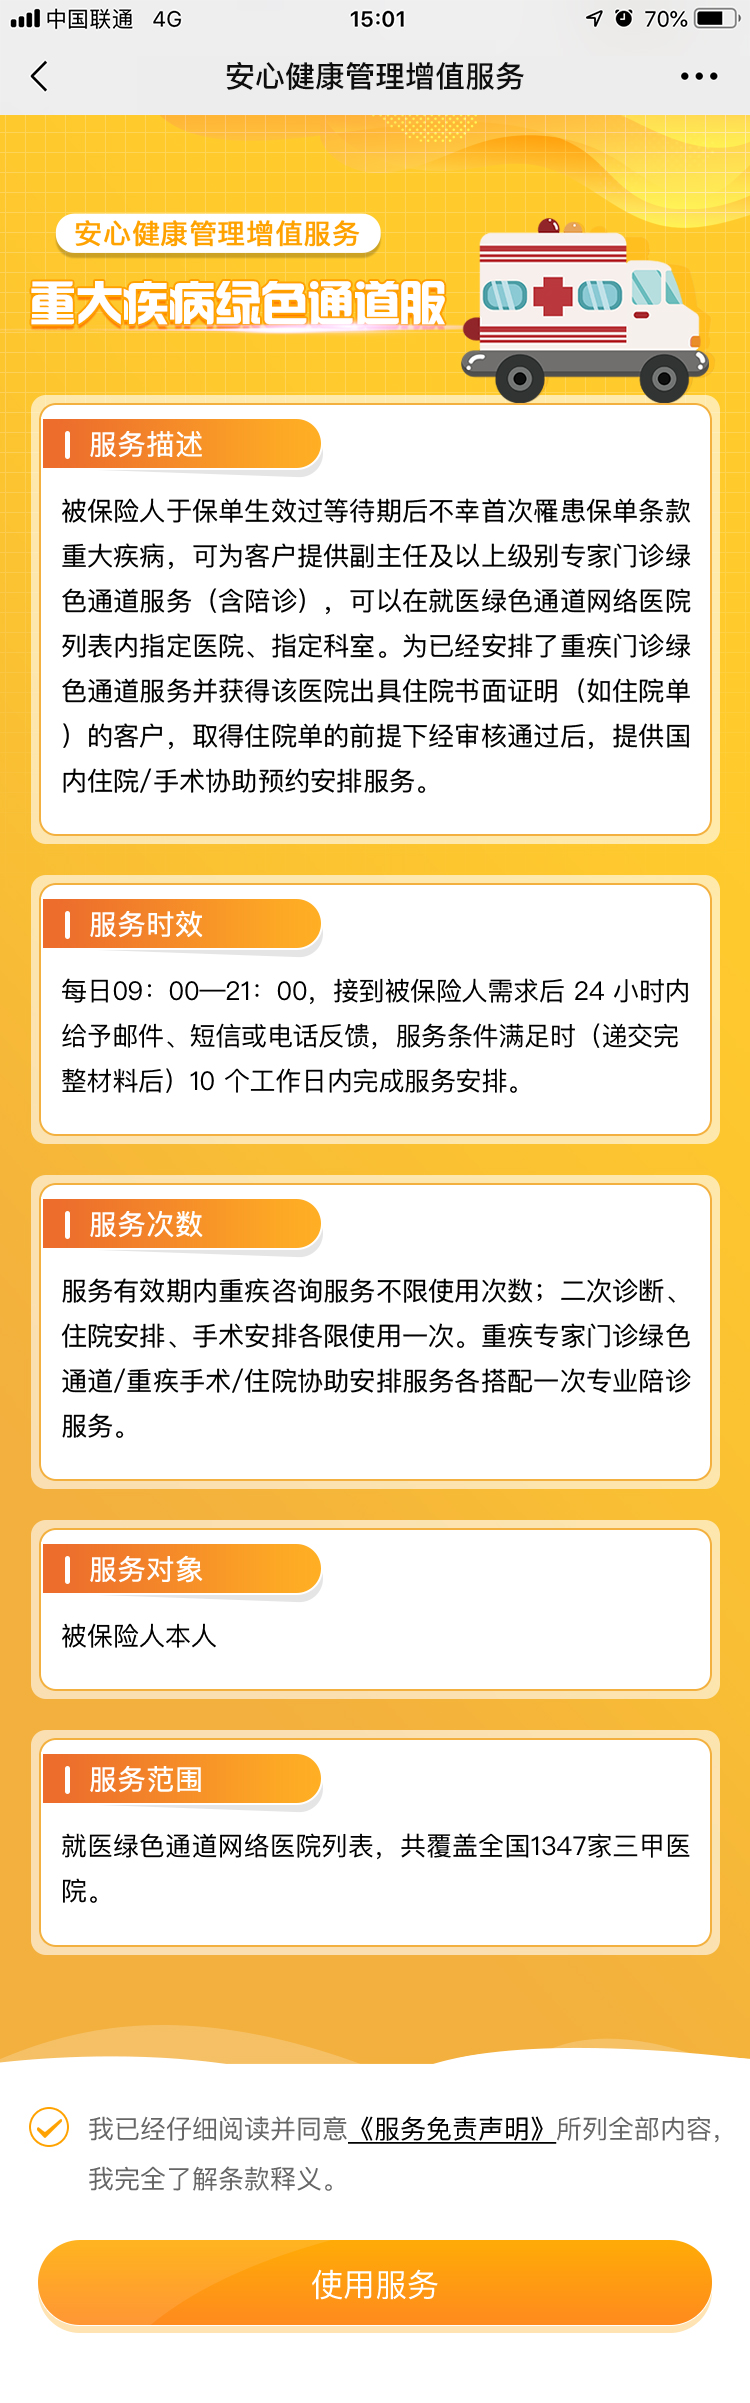 中国联通 4G 15:01 70%
安心健康管理增值服务
安心健康管理增值服务
重大疾病绿色通道服
服务描述
被保险人于保单生效过等待期后不幸首次罹患保单条款
重大疾病，可为客户提供副主任及以上级别专家门诊绿
色通道服务（含陪诊），可以在就医绿色通道网络医院
列表内指定医院、指定科室。为已经安排了重疾门诊绿
色通道服务并获得该医院出具住院书面证明（如住院单
）的客户，取得住院单的前提下经审核通过后，提供国
内住院/手术协助预约安排服务。
服务时效
每日09：00—21：00，接到被保险人需求后 24 小时内
给予邮件、短信或电话反馈，服务条件满足时（递交完
整材料后）10 个工作日内完成服务安排。
服务次数
服务有效期内重疾咨询服务不限使用次数；二次诊断、
住院安排、手术安排各限使用一次。重疾专家门诊绿色
通道/重疾手术/住院协助安排服务各搭配一次专业陪诊
服务。
服务对象
被保险人本人
服务范围
就医绿色通道网络医院列表，共覆盖全国1347家三甲医
院。
我已经仔细阅读并同意《服务免责声明》所列全部内容，
我完全了解条款释义。
使用服务